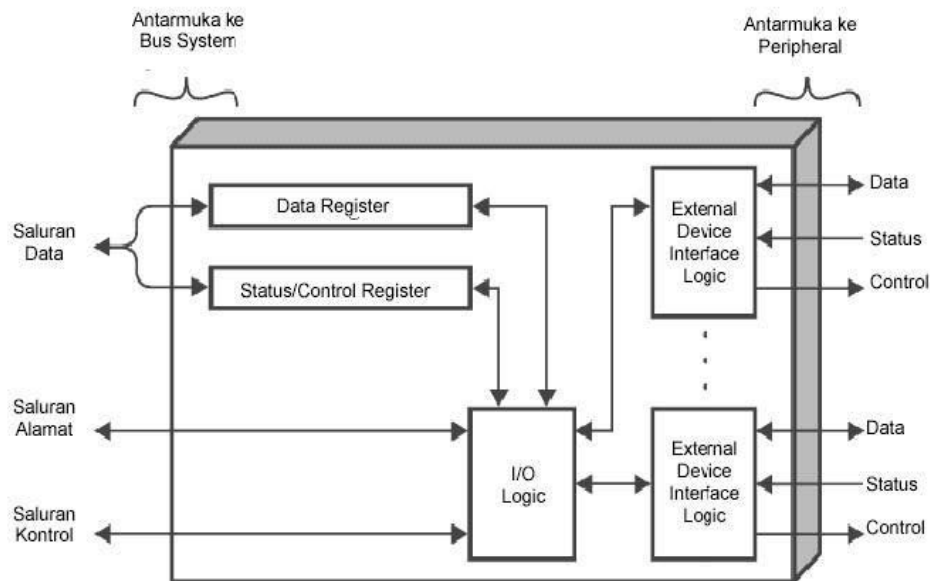 Antarmuka ke
Bus System
Antarmuka ke
Peripheral
Data Register
Status/Control Register
Saluran
Data
Saluran
Alamat
Saluran
Kontrol
I/O
Logic
External
Device
Interface
Logic
Data
Status
Control
External
Device
Interface
Logic
Data
Status
Control